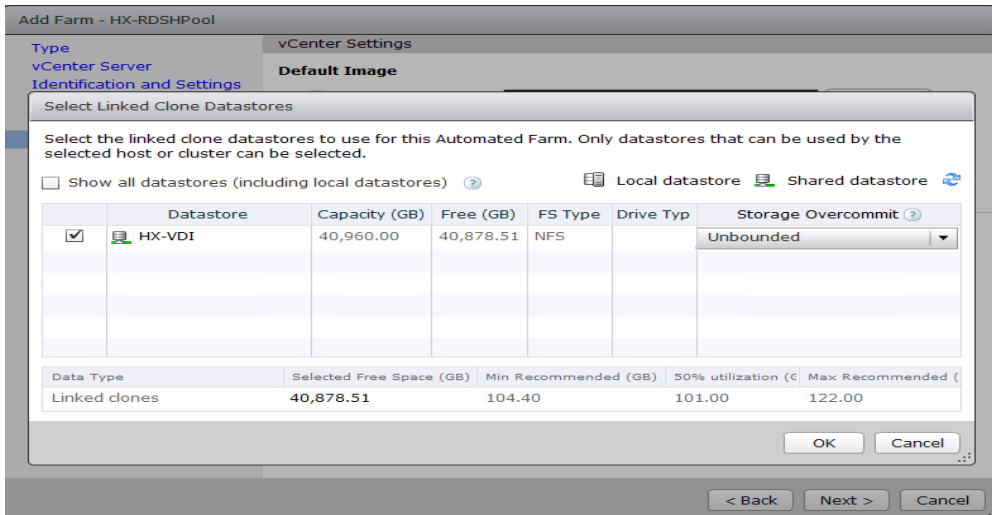 Add Farm - HX-RDSHPool
Type
vCenter Settings
vCenter Server
Default Image
Identification and Settings
Select Linked Clone Datastores
Select the linked clone datastores to use for this Automated Farm. Only datastores that can be used by the
selected host or cluster can be selected.
Show all datastores (including local datastores) ? Local datastore Shared datastore
Datastore Capacity (GB) Free (GB) FS Type Drive Typ Storage Overcommit ?
HX-VDI 40,960.00 40,878.51 NFS Unbounded
Data Type Selected Free Space (GB) Min Recommended (GB) 50% utilization (G Max Recommended (
Linked clones 40,878.51 104.40 101.00 122.00
OK Cancel
< Back Next > Cancel